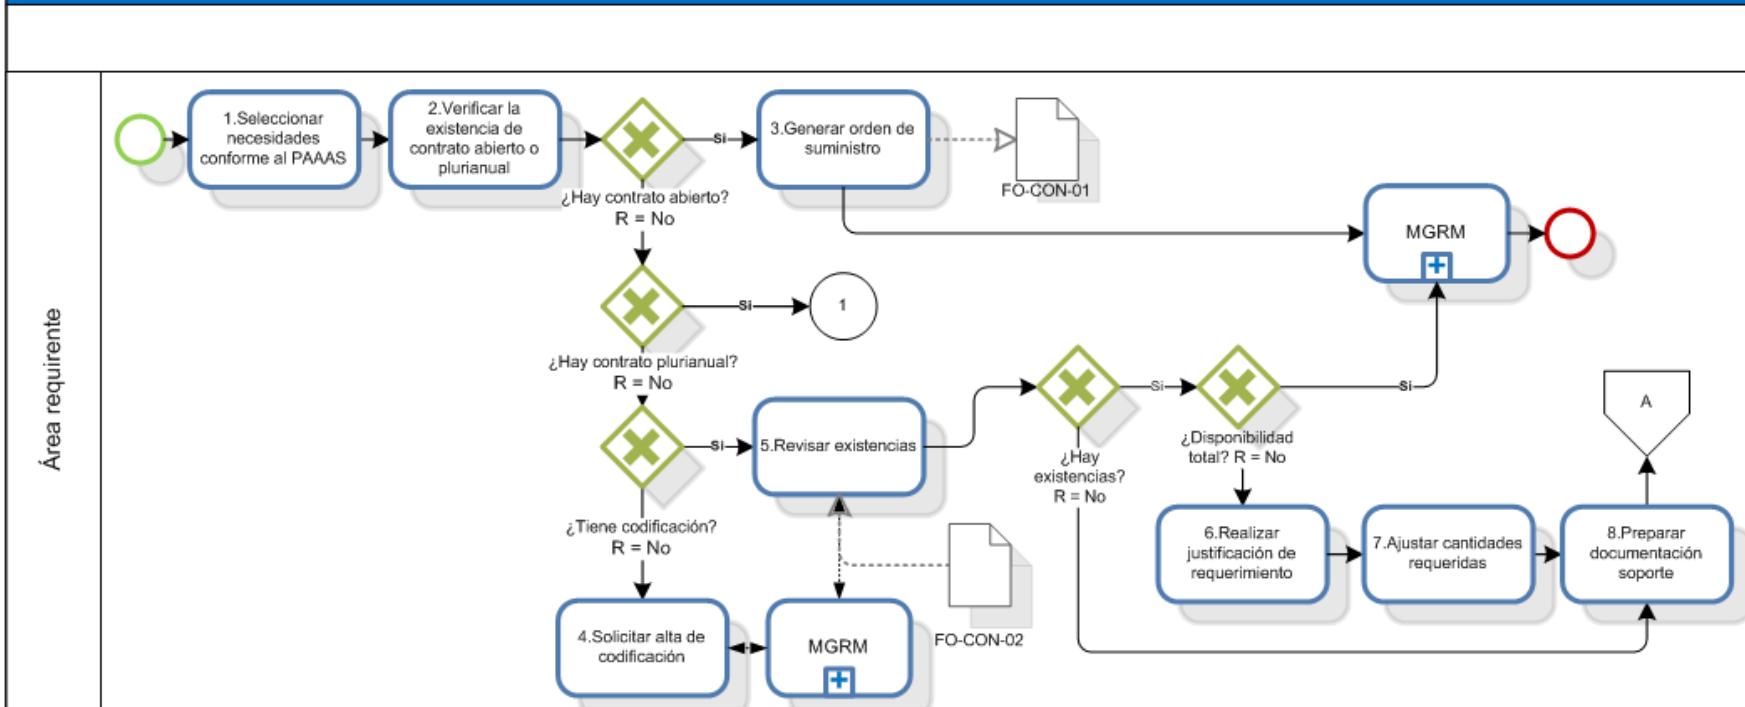 Área requirente
1.Seleccionar
necesidades
conforme al PAAAS
2.Verificar la
existencia de
contrato abierto o
plurianual
¿Hay contrato abierto?
R = No
Si
3.Generar orden de
suministro
FO-CON-01
MGRM
Si
1
¿Hay contrato plurianual?
R = No
Si
5.Revisar existencias
¿Tiene codificación?
R = No
4.Solicitar alta de
codificación
MGRM
FO-CON-02
Si
¿Hay
existencias?
R = No
Si
¿Disponibilidad
total? R = No
6.Realizar
justificación de
requerimiento
7.Ajustar cantidades
requeridas
8.Preparar
documentación
soporte
A